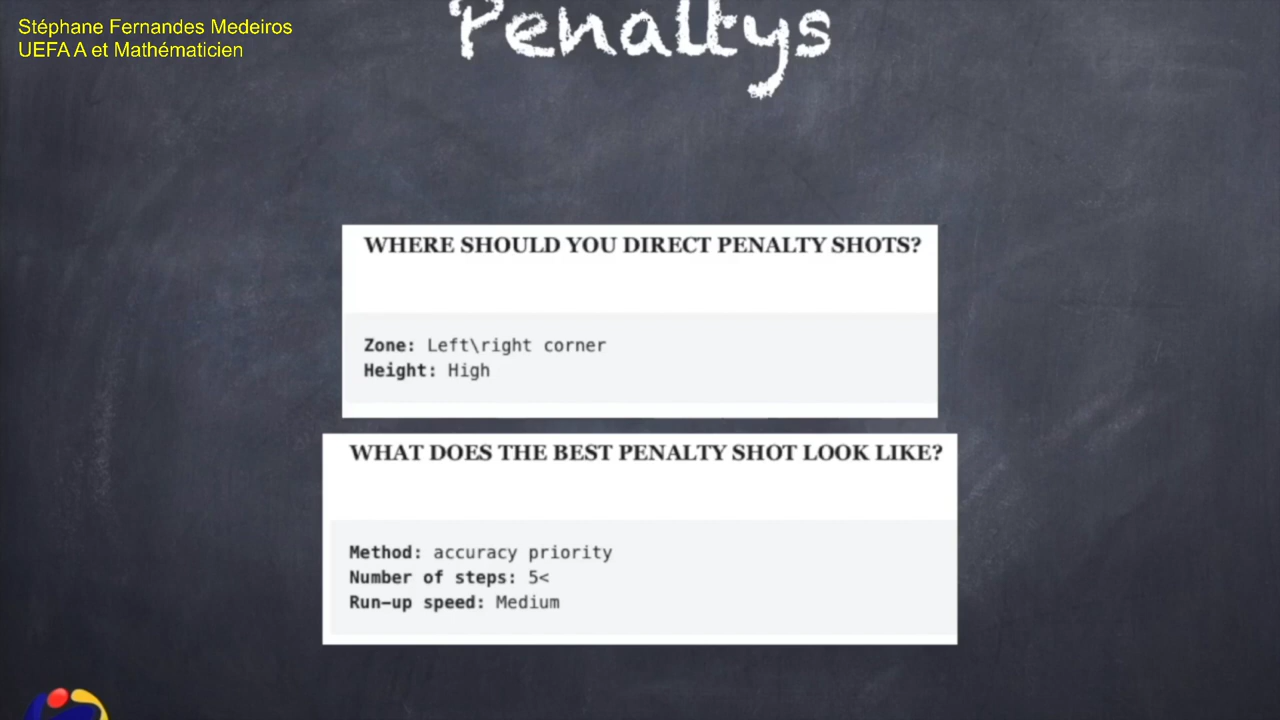 Stéphane Fernandes Medeiros
UEFA A et Mathématicien
Penaltys
WHERE SHOULD YOU DIRECT PENALTY SHOTS?
Zone: Left\right corner
Height: High
WHAT DOES THE BEST PENALTY SHOT LOOK LIKE?
Method: accuracy priority
Number of steps: 5<
Run-up speed: Medium